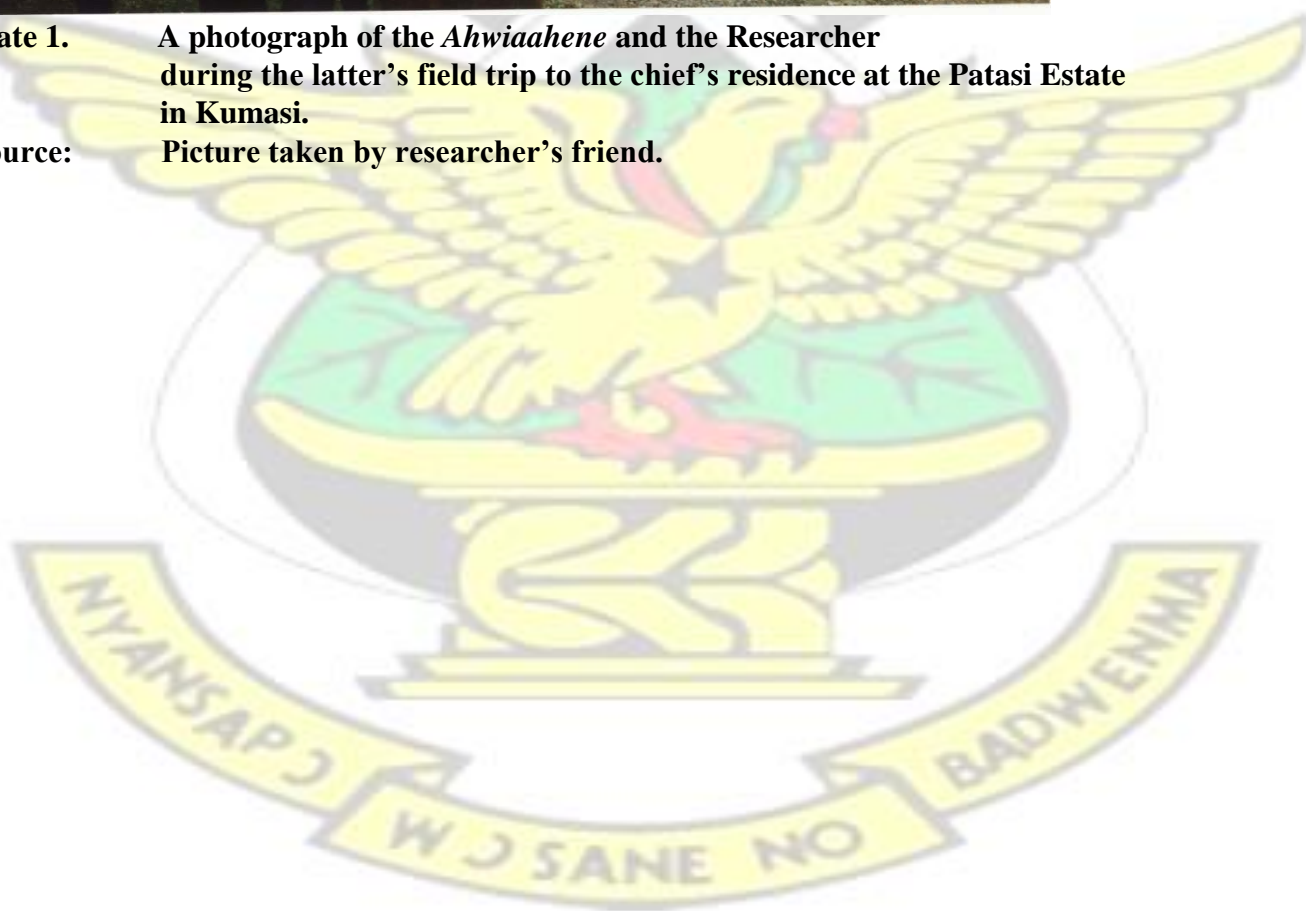 ate 1. A photograph of the Ahwiaahene and the Researcher
during the latter’s field trip to the chief’s residence at the Patasi Estate
in Kumasi.
ource: Picture taken by researcher’s friend.
NYANSAPƆ
WƆSANE NO
BADWENMA